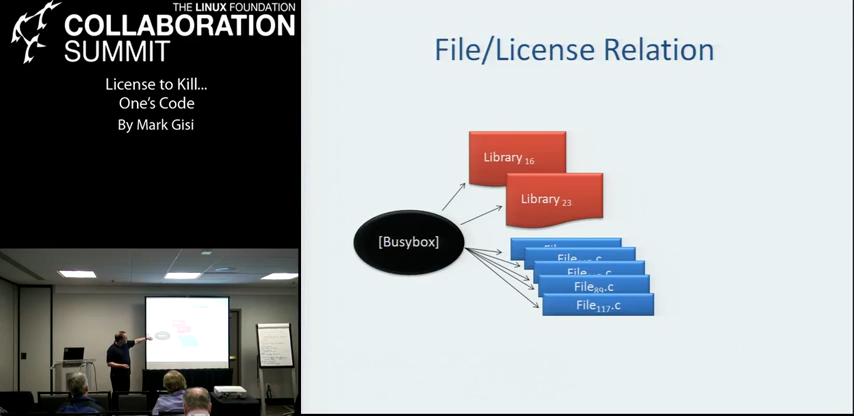 THE LINUX FOUNDATION
COLLABORATION
SUMMIT
License to Kill...
One's Code
By Mark Gisi
File/License Relation
Library 16
Library 23
[Busybox]
File89.c
File117.c